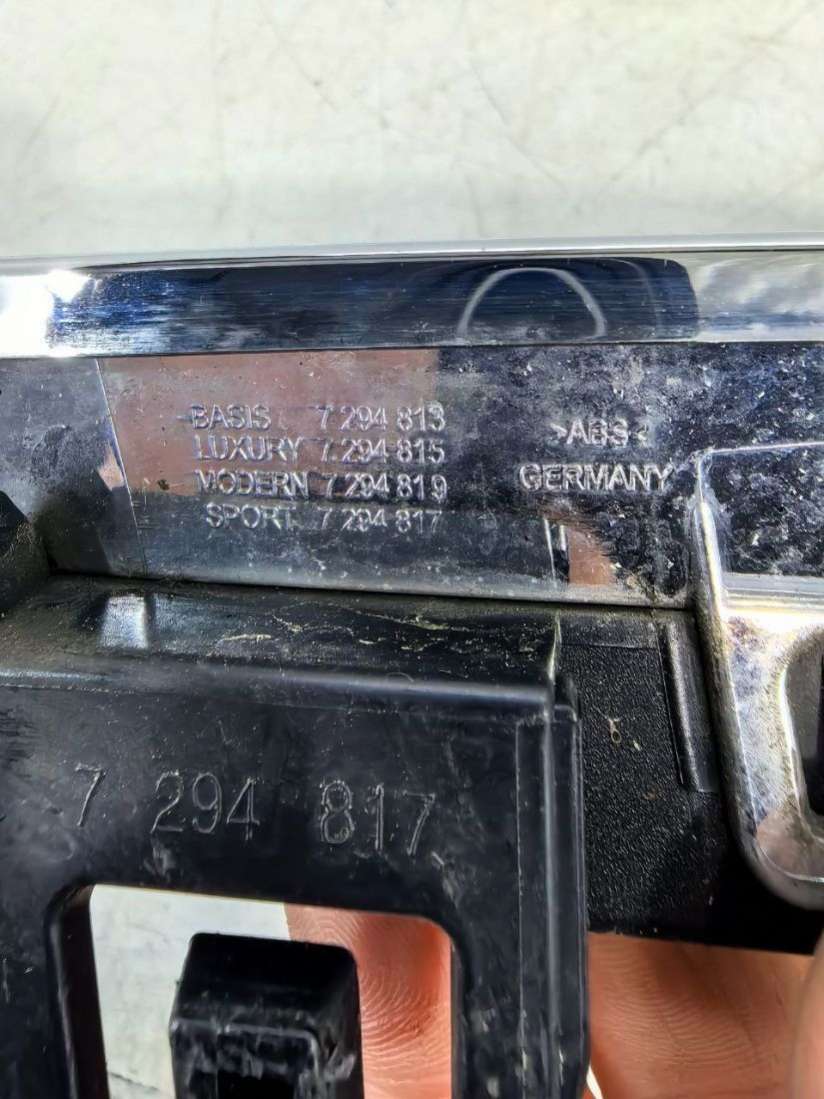 BASIS 7 294 813
LUXURY 7 294 815
MODERN 7 294 819
SPORT 7 294 817
>ABS<
GERMANY
7 294 817